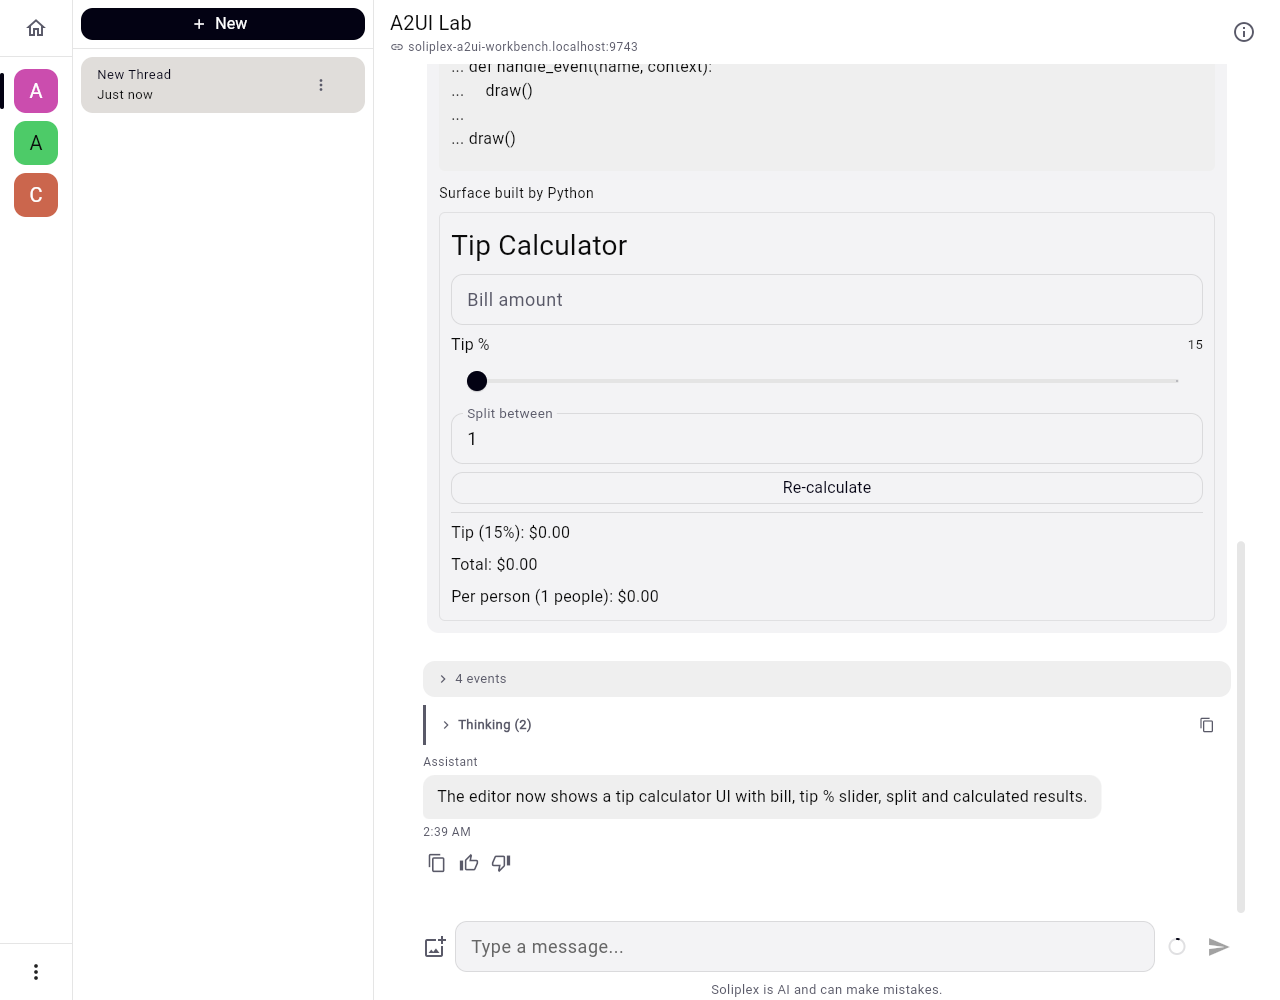 + New
New Thread
Just now
A
A
C
A2UI Lab
soliplex-a2ui-workbench.localhost:9743
... def handle_event(name, context):
...     draw()
...
... draw()
Surface built by Python
Tip Calculator
Bill amount
Tip % 15
Split between
1
Re-calculate
Tip (15%): $0.00
Total: $0.00
Per person (1 people): $0.00
4 events
Thinking (2)
Assistant
The editor now shows a tip calculator UI with bill, tip % slider, split and calculated results.
2:39 AM
Type a message...
Soliplex is AI and can make mistakes.